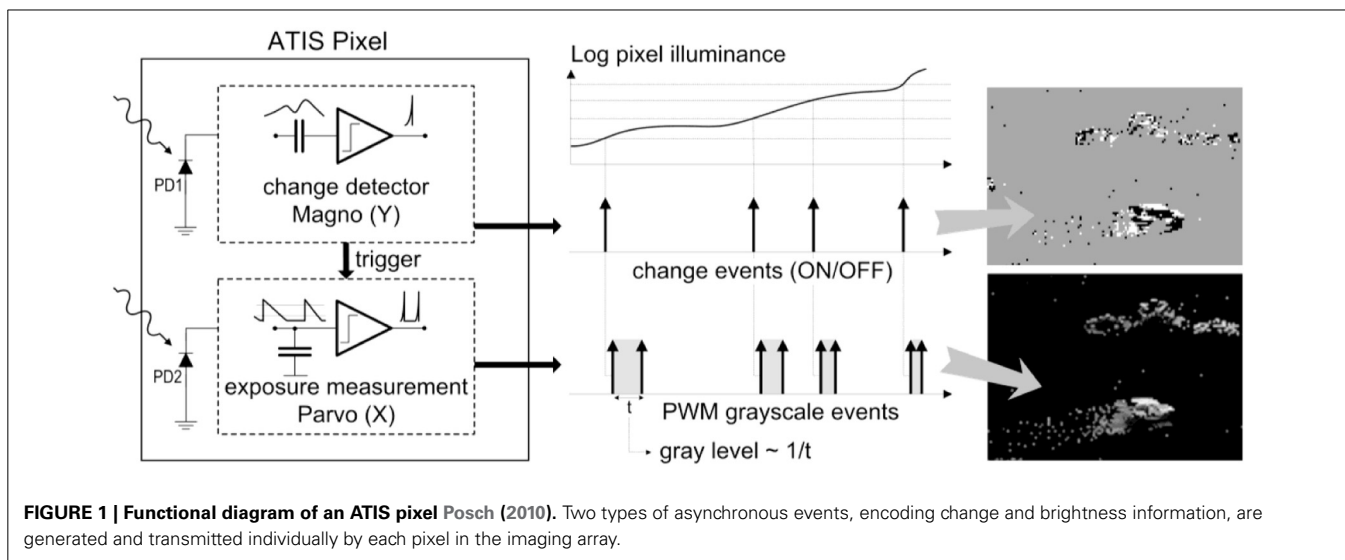 ATIS Pixel
PD1
change detector
Magno (Y)
trigger
PD2
exposure measurement
Parvo (X)
Log pixel illuminance
change events (ON/OFF)
t
PWM grayscale events
gray level ~ 1/t
FIGURE 1 | Functional diagram of an ATIS pixel Posch (2010). Two types of asynchronous events, encoding change and brightness information, are
generated and transmitted individually by each pixel in the imaging array.